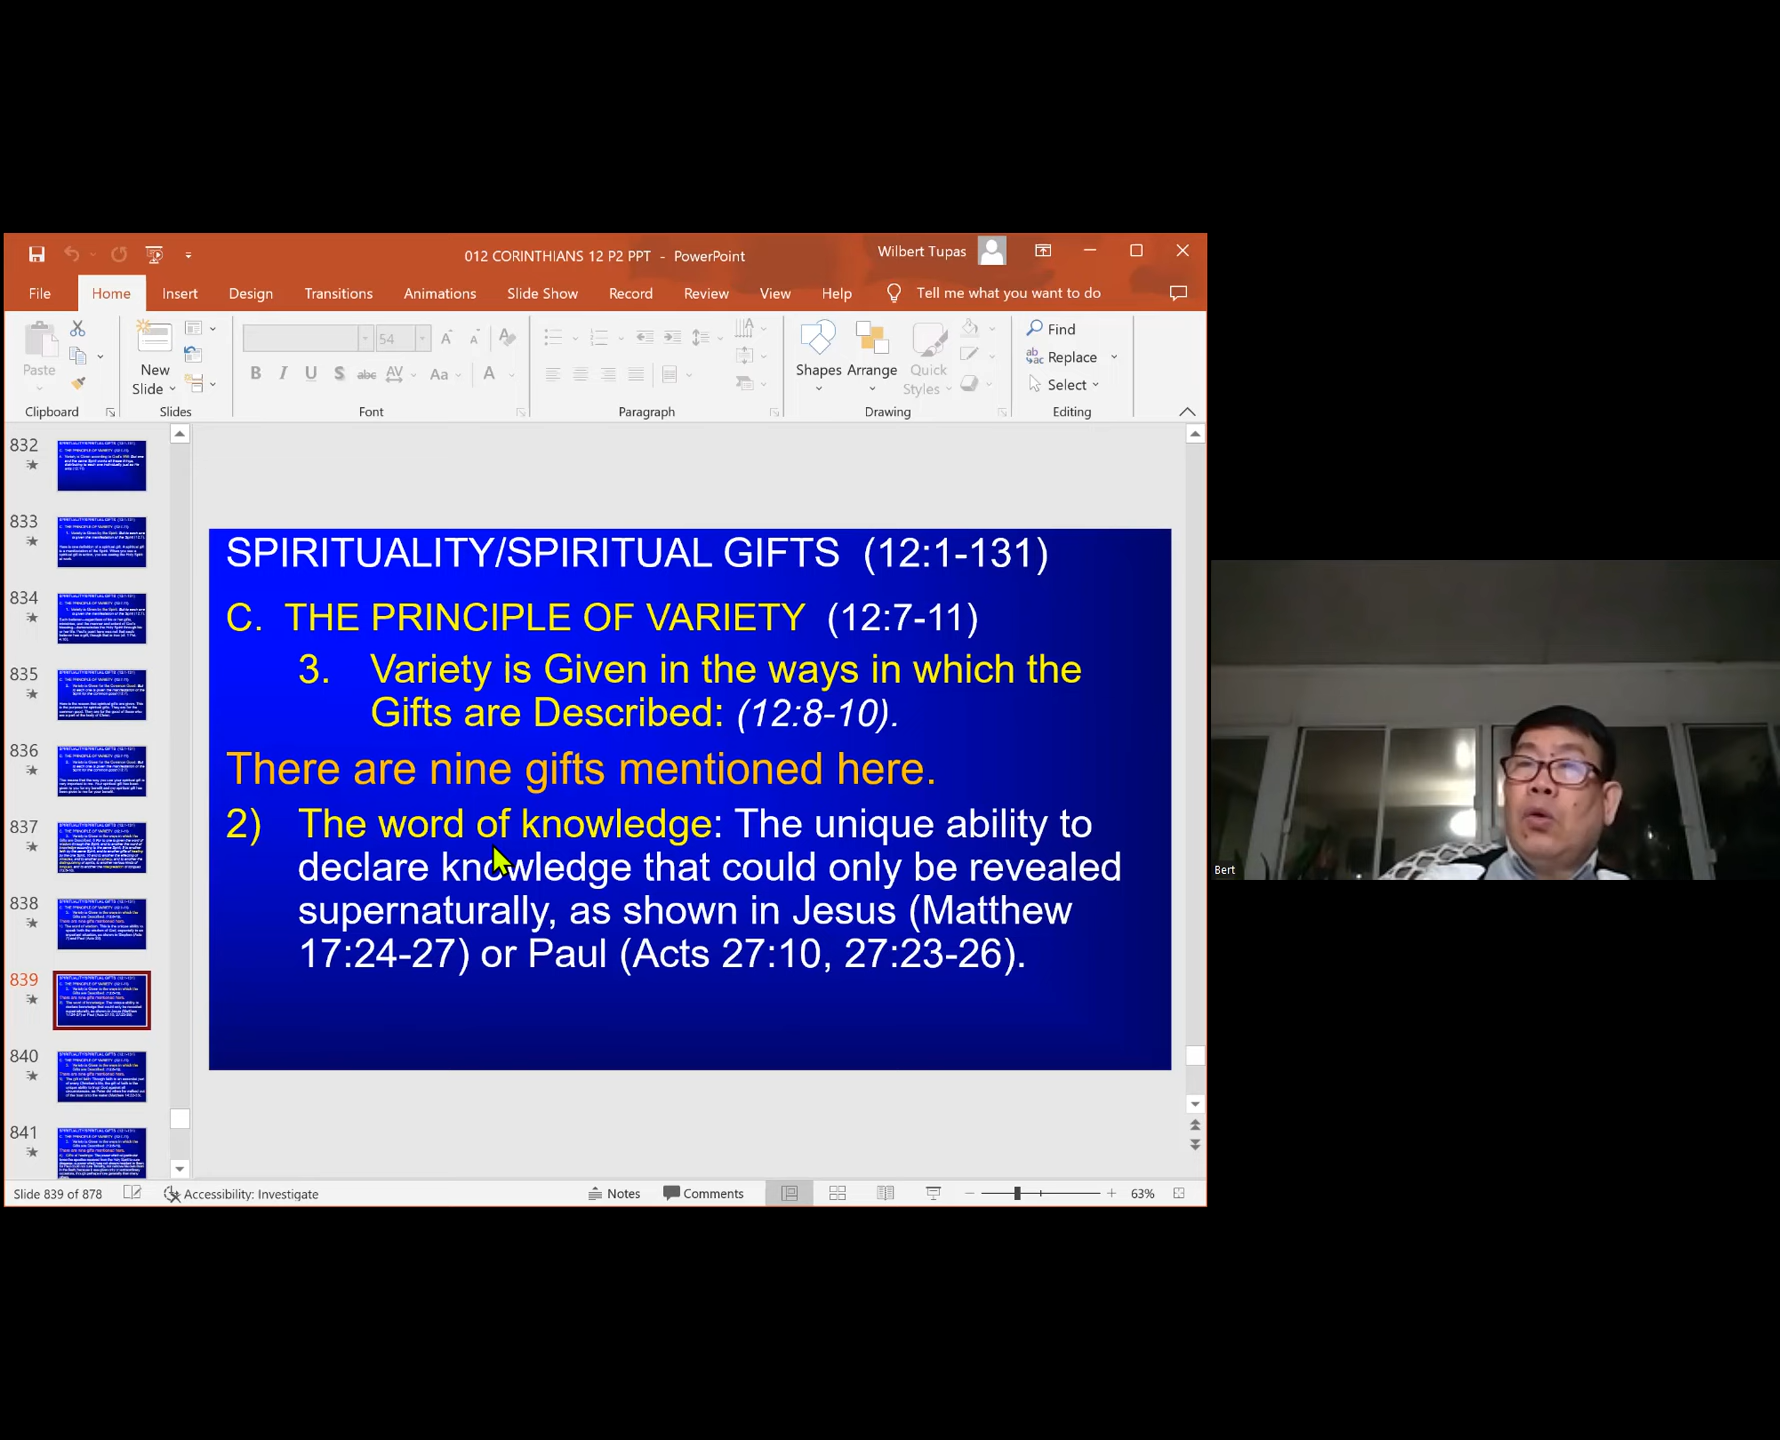 012 CORINTHIANS 12 P2 PPT - PowerPoint
Wilbert Tupas
File Home Insert Design Transitions Animations Slide Show Record Review View Help Tell me what you want to do
Paste
New
Slide
54
B I U S abc AV Aa A
Shapes
Arrange
Quick
Styles
Find
Replace
Select
Clipboard
Slides
Font
Paragraph
Drawing
Editing
832
833
834
835
836
837
838
839
840
841
SPIRITUALITY/SPIRITUAL GIFTS (12:1-131)
C. THE PRINCIPLE OF VARIETY (12:7-11)
3. Variety is Given in the ways in which the
Gifts are Described: (12:8-10).
There are nine gifts mentioned here.
2) The word of knowledge: The unique ability to
declare knowledge that could only be revealed
supernaturally, as shown in Jesus (Matthew
17:24-27) or Paul (Acts 27:10, 27:23-26).
Bert
Slide 839 of 878
Accessibility: Investigate
Notes
Comments
63%